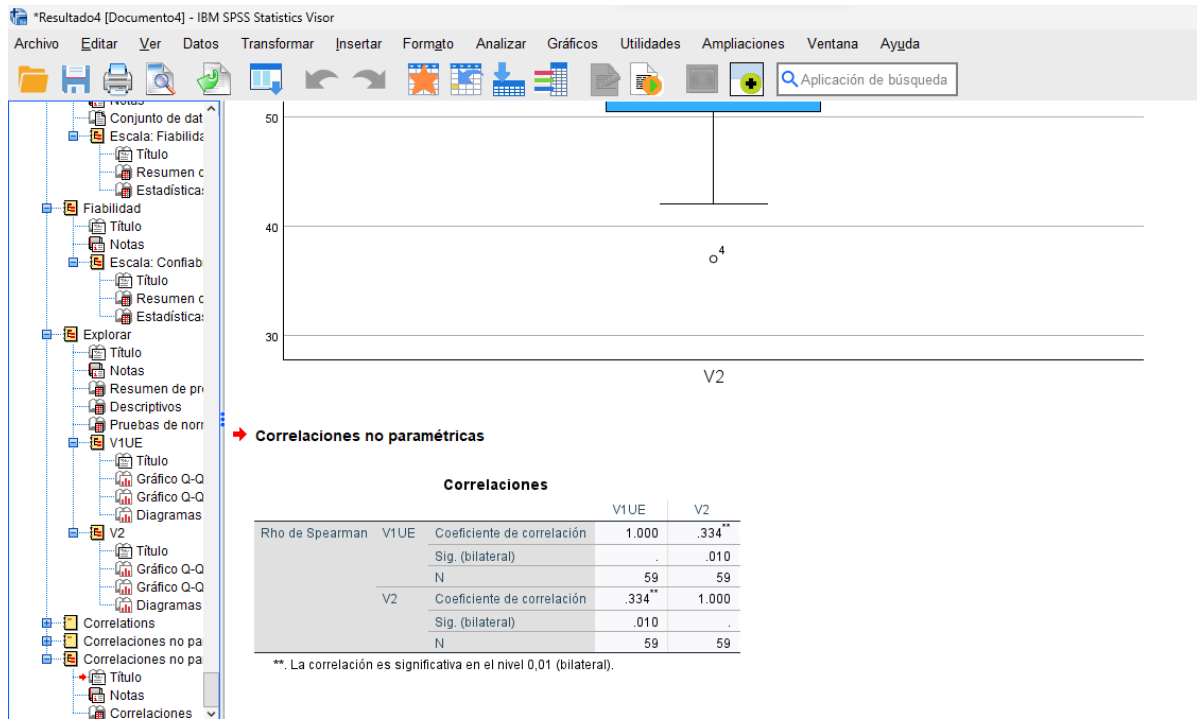 *Resultado4 [Documento4] - IBM SPSS Statistics Visor
Archivo Editar Ver Datos Transformar Insertar Formato Analizar Gráficos Utilidades Ampliaciones Ventana Ayuda
Aplicación de búsqueda
Notas
Conjunto de dat
Escala: Fiabilida
Título
Resumen d
Estadística
Fiabilidad
Título
Notas
Escala: Confiab
Título
Resumen d
Estadística
Explorar
Título
Notas
Resumen de pr
Descriptivos
Pruebas de nor
V1UE
Título
Gráfico Q-Q
Gráfico Q-Q
Diagramas
V2
Título
Gráfico Q-Q
Gráfico Q-Q
Diagramas
Correlations
Correlaciones no pa
Correlaciones no pa
Título
Notas
Correlaciones
50
40
30
4
V2
Correlaciones no paramétricas
Correlaciones
V1UE V2
Rho de Spearman V1UE Coeficiente de correlación 1.000 .334**
Sig. (bilateral) . .010
N 59 59
V2 Coeficiente de correlación .334** 1.000
Sig. (bilateral) .010 .
N 59 59
**. La correlación es significativa en el nivel 0,01 (bilateral).